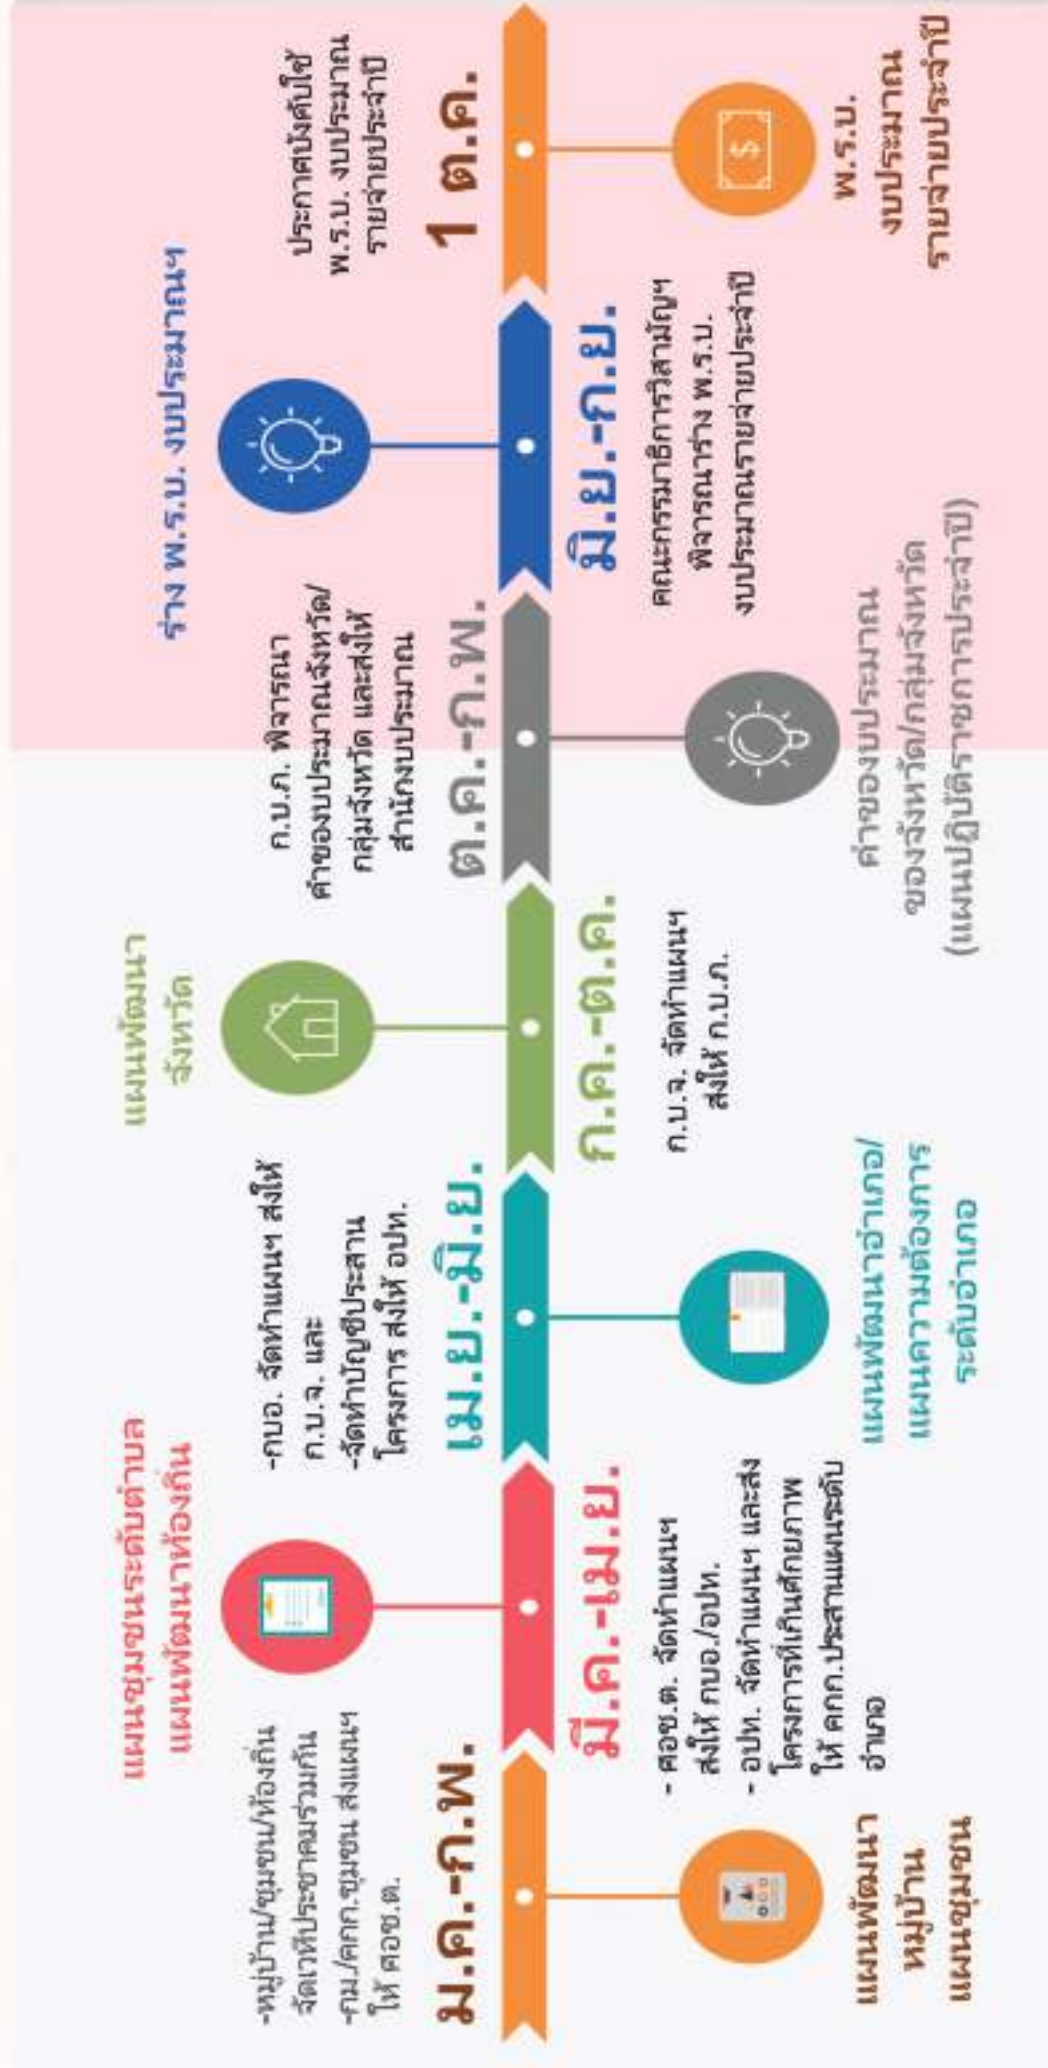 แผนชุมชนระดับตำบล
แผนพัฒนาท้องถิ่น
แผนพัฒนา
จังหวัด
ร่าง พ.ร.บ. งบประมาณฯ
-หมู่บ้าน/ชุมชน/ท้องถิ่น
จัดเวทีประชาคมร่วมกัน
-กม./คกก.ชุมชน ส่งแผนฯ
ให้ ศอช.ต.
ม.ค.-ก.พ.
แผนพัฒนา
หมู่บ้าน
แผนชุมชน
มี.ค.-เม.ย.
- ศอช.ต. จัดทำแผนฯ
ส่งให้ กบอ./อปท.
- อปท. จัดทำแผนฯ และส่ง
โครงการที่เกินศักยภาพ
ให้ คกก.ประสานแผนระดับ
อำเภอ
-กบอ. จัดทำแผนฯ ส่งให้
ก.บ.จ. และ
-จัดทำบัญชีประสาน
โครงการ ส่งให้ อปท.
เม.ย.-มิ.ย.
แผนพัฒนาอำเภอ/
แผนความต้องการ
ระดับอำเภอ
ก.ค.-ต.ค.
ก.บ.จ. จัดทำแผนฯ
ส่งให้ ก.บ.ภ.
ก.บ.ภ. พิจารณา
คำของบประมาณจังหวัด/
กลุ่มจังหวัด และส่งให้
สำนักงบประมาณ
ต.ค.-ก.พ.
คำของบประมาณ
ของจังหวัด/กลุ่มจังหวัด
(แผนปฏิบัติราชการประจำปี)
มิ.ย.-ก.ย.
คณะกรรมาธิการวิสามัญฯ
พิจารณาร่าง พ.ร.บ.
งบประมาณรายจ่ายประจำปี
ประกาศบังคับใช้
พ.ร.บ. งบประมาณ
รายจ่ายประจำปี
1 ต.ค.
$
พ.ร.บ.
งบประมาณ
รายจ่ายประจำปี